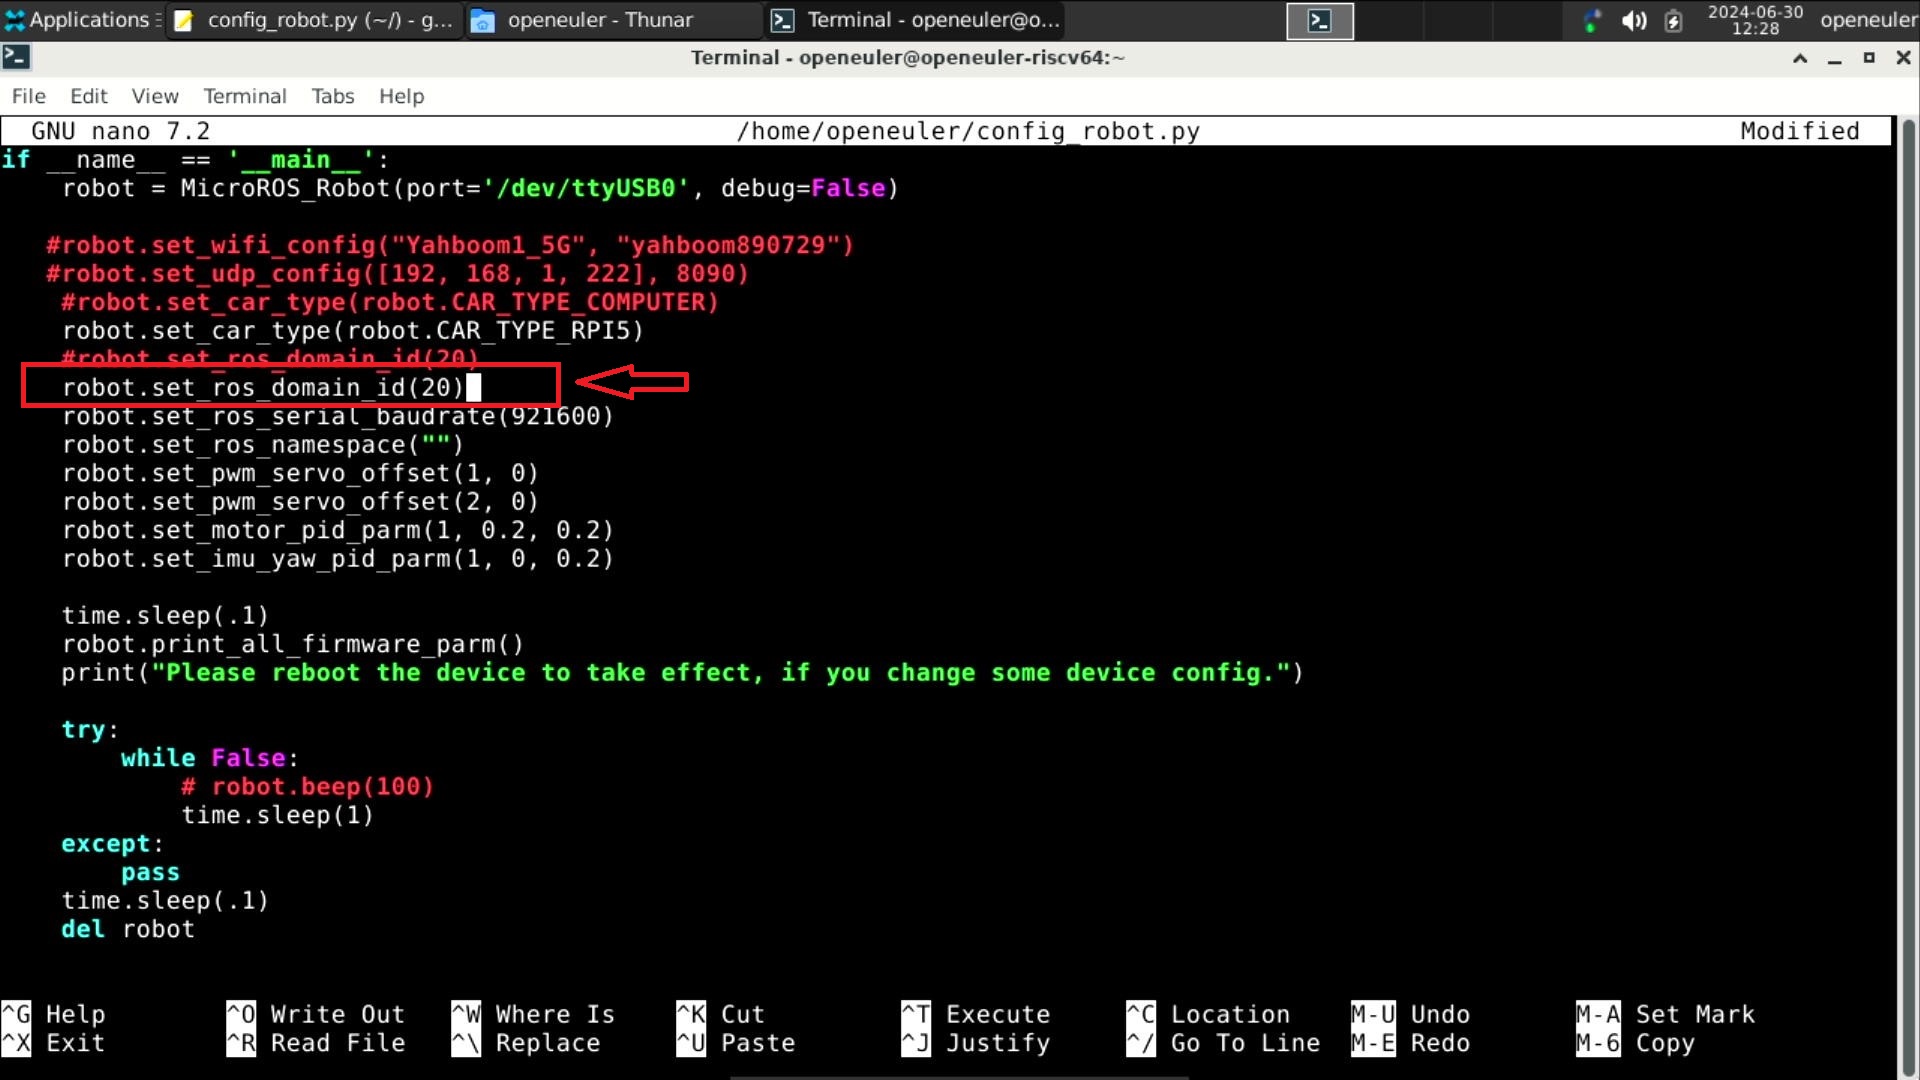 Applications
config_robot.py (~/) - g...
openeuler - Thunar
Terminal - openeuler@o...
2024-06-30
12:28
openeuler
Terminal - openeuler@openeuler-riscv64:~
File Edit View Terminal Tabs Help
GNU nano 7.2 /home/openeuler/config_robot.py Modified
if __name__ == '__main__':
    robot = MicroROS_Robot(port='/dev/ttyUSB0', debug=False)
   #robot.set_wifi_config("Yahboom1_5G", "yahboom890729")
   #robot.set_udp_config([192, 168, 1, 222], 8090)
    #robot.set_car_type(robot.CAR_TYPE_COMPUTER)
    robot.set_car_type(robot.CAR_TYPE_RPI5)
    #robot.set_ros_domain_id(20)
    robot.set_ros_domain_id(20)
    robot.set_ros_serial_baudrate(921600)
    robot.set_ros_namespace("")
    robot.set_pwm_servo_offset(1, 0)
    robot.set_pwm_servo_offset(2, 0)
    robot.set_motor_pid_parm(1, 0.2, 0.2)
    robot.set_imu_yaw_pid_parm(1, 0, 0.2)
    time.sleep(.1)
    robot.print_all_firmware_parm()
    print("Please reboot the device to take effect, if you change some device config.")
    try:
        while False:
            # robot.beep(100)
            time.sleep(1)
    except:
        pass
    time.sleep(.1)
    del robot
^G Help ^O Write Out ^W Where Is ^K Cut ^T Execute ^C Location M-U Undo M-A Set Mark
^X Exit ^R Read File ^\ Replace ^U Paste ^J Justify ^/ Go To Line M-E Redo M-6 Copy